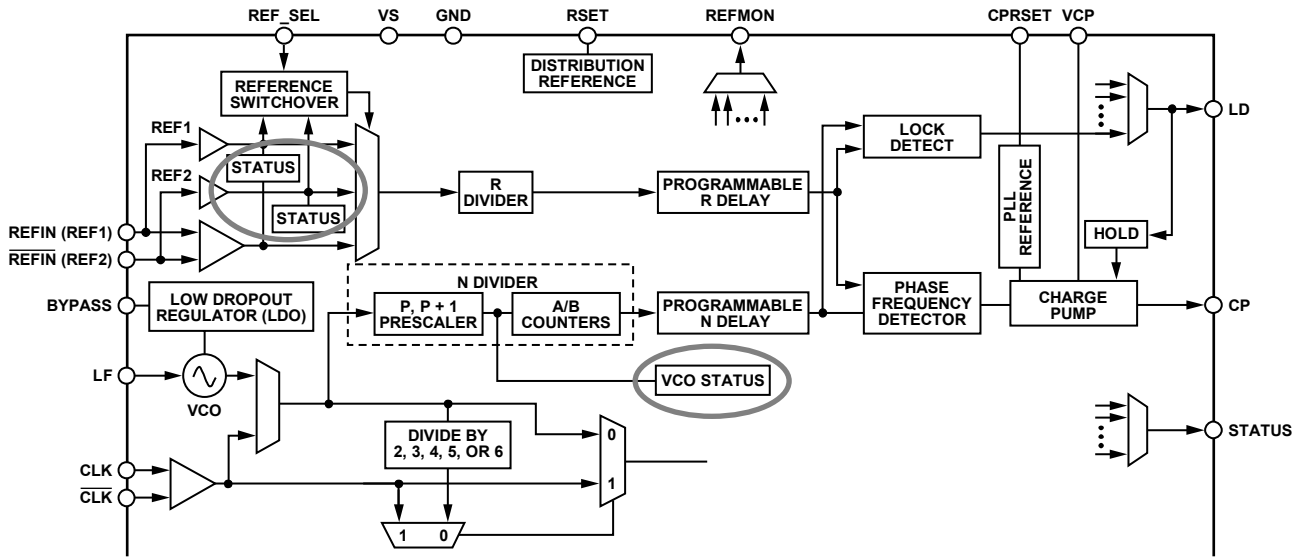 REF_SEL
VS
GND
RSET
REFMON
CPRSET
VCP
DISTRIBUTION
REFERENCE
REFERENCE
SWITCHOVER
REF1
STATUS
REF2
STATUS
R
DIVIDER
PROGRAMMABLE
R DELAY
LOCK
DETECT
LD
PLL
REFERENCE
HOLD
REFIN (REF1)
REFIN (REF2)
BYPASS
LOW DROPOUT
REGULATOR (LDO)
N DIVIDER
P, P + 1
PRESCALER
A/B
COUNTERS
PROGRAMMABLE
N DELAY
PHASE
FREQUENCY
DETECTOR
CHARGE
PUMP
CP
LF
VCO
VCO STATUS
DIVIDE BY
2, 3, 4, 5, OR 6
0
1
STATUS
CLK
CLK
1 0